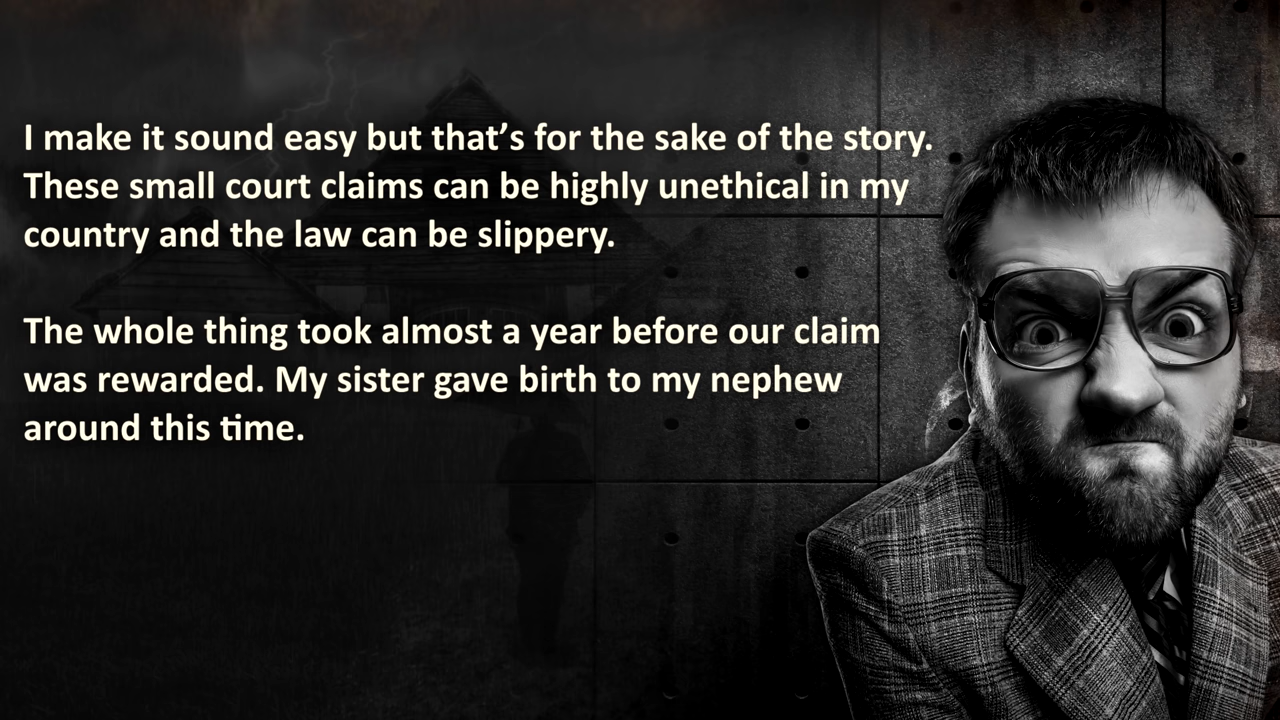 I make it sound easy but that’s for the sake of the story.
These small court claims can be highly unethical in my
country and the law can be slippery.
The whole thing took almost a year before our claim
was rewarded. My sister gave birth to my nephew
around this time.